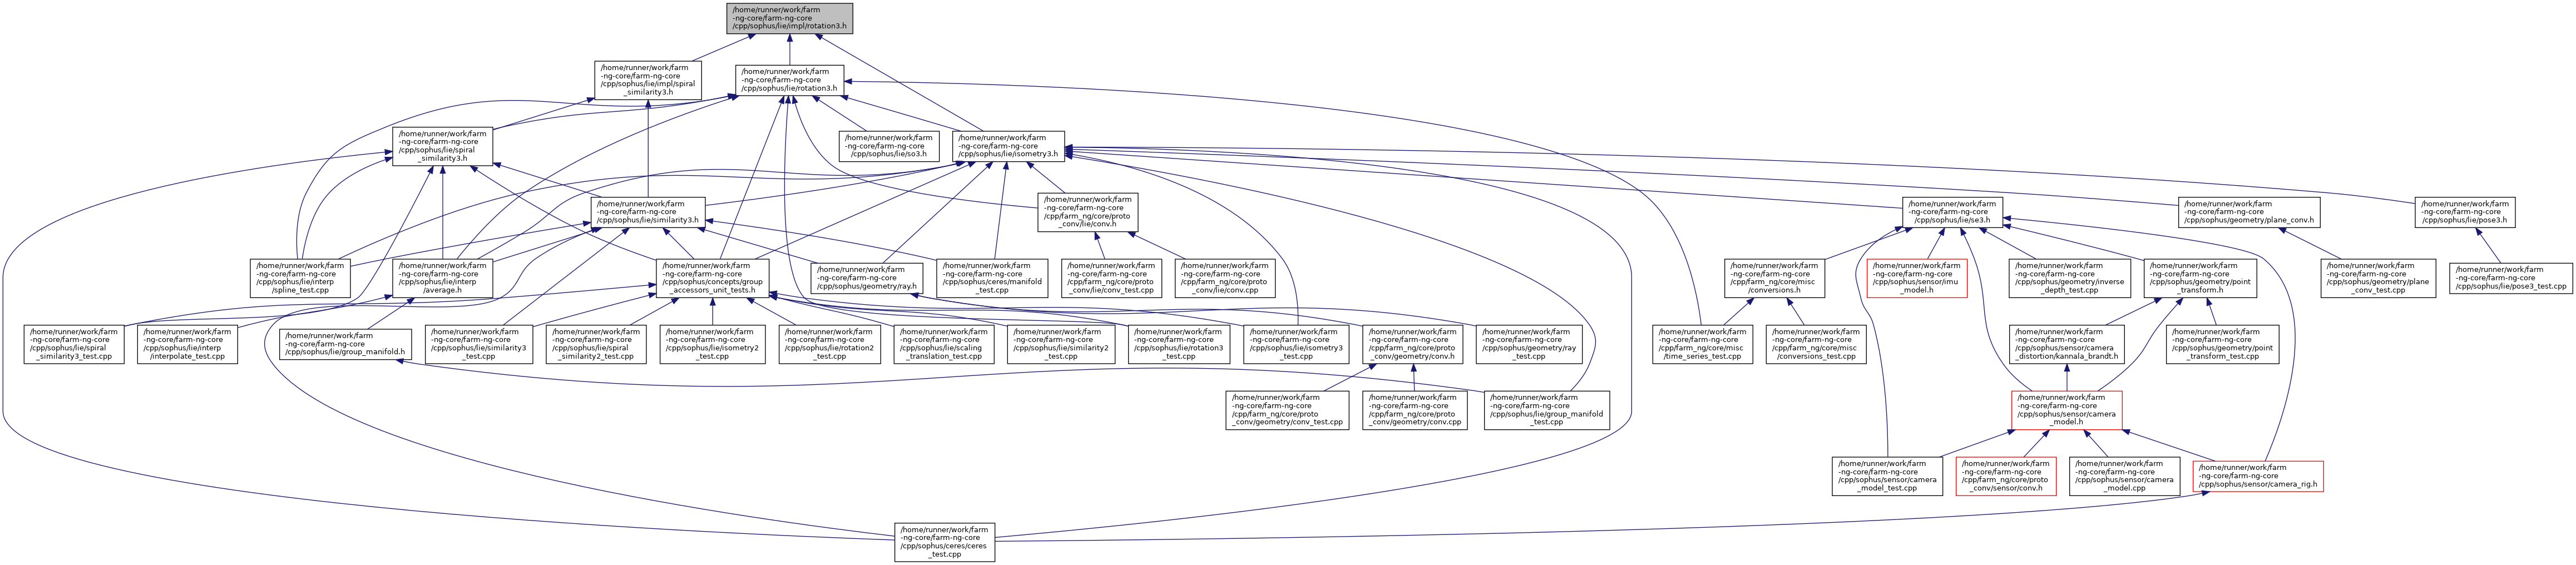 /home/runner/work/farm
-ng-core/farm-ng-core
/cpp/sophus/lie/impl/rotation3.h
/home/runner/work/farm
-ng-core/farm-ng-core
/cpp/sophus/lie/impl/spiral
_similarity3.h
/home/runner/work/farm
-ng-core/farm-ng-core
/cpp/sophus/lie/rotation3.h
/home/runner/work/farm
-ng-core/farm-ng-core
/cpp/sophus/lie/spiral
_similarity3.h
/home/runner/work/farm
-ng-core/farm-ng-core
/cpp/sophus/lie/so3.h
/home/runner/work/farm
-ng-core/farm-ng-core
/cpp/sophus/lie/isometry3.h
/home/runner/work/farm
-ng-core/farm-ng-core
/cpp/sophus/lie/similarity3.h
/home/runner/work/farm
-ng-core/farm-ng-core
/cpp/farm_ng/core/proto
_conv/lie/conv.h
/home/runner/work/farm
-ng-core/farm-ng-core
/cpp/sophus/lie/se3.h
/home/runner/work/farm
-ng-core/farm-ng-core
/cpp/sophus/geometry/plane_conv.h
/home/runner/work/farm
-ng-core/farm-ng-core
/cpp/sophus/lie/pose3.h
/home/runner/work/farm
-ng-core/farm-ng-core
/cpp/sophus/lie/interp
/spline_test.cpp
/home/runner/work/farm
-ng-core/farm-ng-core
/cpp/sophus/lie/interp
/average.h
/home/runner/work/farm
-ng-core/farm-ng-core
/cpp/sophus/concepts/group
_accessors_unit_tests.h
/home/runner/work/farm
-ng-core/farm-ng-core
/cpp/sophus/geometry/ray.h
/home/runner/work/farm
-ng-core/farm-ng-core
/cpp/sophus/ceres/manifold
_test.cpp
/home/runner/work/farm
-ng-core/farm-ng-core
/cpp/farm_ng/core/proto
_conv/lie/conv_test.cpp
/home/runner/work/farm
-ng-core/farm-ng-core
/cpp/farm_ng/core/proto
_conv/lie/conv.cpp
/home/runner/work/farm
-ng-core/farm-ng-core
/cpp/farm_ng/core/misc
/conversions.h
/home/runner/work/farm
-ng-core/farm-ng-core
/cpp/sophus/sensor/imu
_model.h
/home/runner/work/farm
-ng-core/farm-ng-core
/cpp/sophus/geometry/inverse
_depth_test.cpp
/home/runner/work/farm
-ng-core/farm-ng-core
/cpp/sophus/geometry/point
_transform.h
/home/runner/work/farm
-ng-core/farm-ng-core
/cpp/sophus/geometry/plane
_conv_test.cpp
/home/runner/work/farm
-ng-core/farm-ng-core
/cpp/sophus/lie/pose3_test.cpp
/home/runner/work/farm
-ng-core/farm-ng-core
/cpp/sophus/lie/spiral
_similarity3_test.cpp
/home/runner/work/farm
-ng-core/farm-ng-core
/cpp/sophus/lie/interp
/interpolate_test.cpp
/home/runner/work/farm
-ng-core/farm-ng-core
/cpp/sophus/lie/group_manifold.h
/home/runner/work/farm
-ng-core/farm-ng-core
/cpp/sophus/lie/similarity3
_test.cpp
/home/runner/work/farm
-ng-core/farm-ng-core
/cpp/sophus/lie/spiral
_similarity2_test.cpp
/home/runner/work/farm
-ng-core/farm-ng-core
/cpp/sophus/lie/isometry2
_test.cpp
/home/runner/work/farm
-ng-core/farm-ng-core
/cpp/sophus/lie/rotation2
_test.cpp
/home/runner/work/farm
-ng-core/farm-ng-core
/cpp/sophus/lie/scaling
_translation_test.cpp
/home/runner/work/farm
-ng-core/farm-ng-core
/cpp/sophus/lie/similarity2
_test.cpp
/home/runner/work/farm
-ng-core/farm-ng-core
/cpp/sophus/lie/rotation3
_test.cpp
/home/runner/work/farm
-ng-core/farm-ng-core
/cpp/sophus/lie/isometry3
_test.cpp
/home/runner/work/farm
-ng-core/farm-ng-core
/cpp/farm_ng/core/proto
_conv/geometry/conv.h
/home/runner/work/farm
-ng-core/farm-ng-core
/cpp/sophus/geometry/ray
_test.cpp
/home/runner/work/farm
-ng-core/farm-ng-core
/cpp/farm_ng/core/misc
/time_series_test.cpp
/home/runner/work/farm
-ng-core/farm-ng-core
/cpp/farm_ng/core/misc
/conversions_test.cpp
/home/runner/work/farm
-ng-core/farm-ng-core
/cpp/sophus/sensor/camera
_distortion/kannala_brandt.h
/home/runner/work/farm
-ng-core/farm-ng-core
/cpp/sophus/geometry/point
_transform_test.cpp
/home/runner/work/farm
-ng-core/farm-ng-core
/cpp/farm_ng/core/proto
_conv/geometry/conv_test.cpp
/home/runner/work/farm
-ng-core/farm-ng-core
/cpp/farm_ng/core/proto
_conv/geometry/conv.cpp
/home/runner/work/farm
-ng-core/farm-ng-core
/cpp/sophus/lie/group_manifold
_test.cpp
/home/runner/work/farm
-ng-core/farm-ng-core
/cpp/sophus/sensor/camera
_model.h
/home/runner/work/farm
-ng-core/farm-ng-core
/cpp/sophus/sensor/camera
_model_test.cpp
/home/runner/work/farm
-ng-core/farm-ng-core
/cpp/farm_ng/core/proto
_conv/sensor/conv.h
/home/runner/work/farm
-ng-core/farm-ng-core
/cpp/sophus/sensor/camera
_model.cpp
/home/runner/work/farm
-ng-core/farm-ng-core
/cpp/sophus/sensor/camera_rig.h
/home/runner/work/farm
-ng-core/farm-ng-core
/cpp/sophus/ceres/ceres
_test.cpp